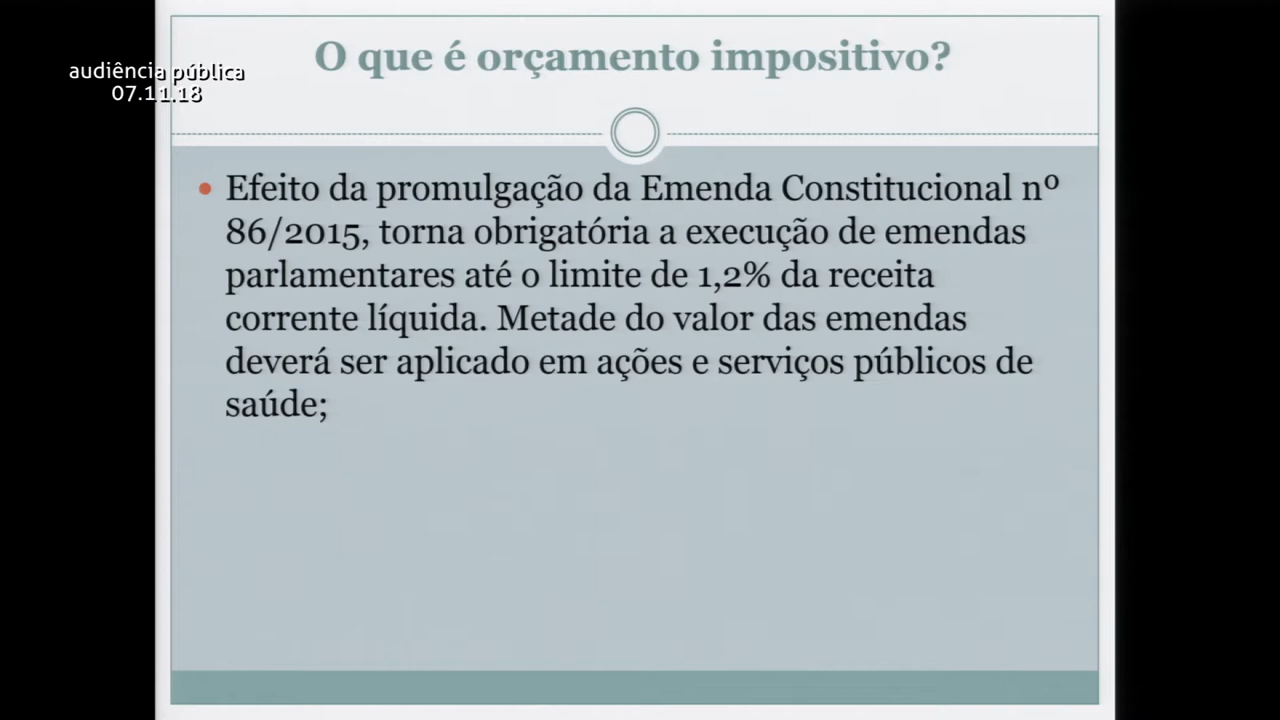 O que é orçamento impositivo?
audiência pública
07.11.18
Efeito da promulgação da Emenda Constitucional nº
86/2015, torna obrigatória a execução de emendas
parlamentares até o limite de 1,2% da receita
corrente líquida. Metade do valor das emendas
deverá ser aplicado em ações e serviços públicos de
saúde;